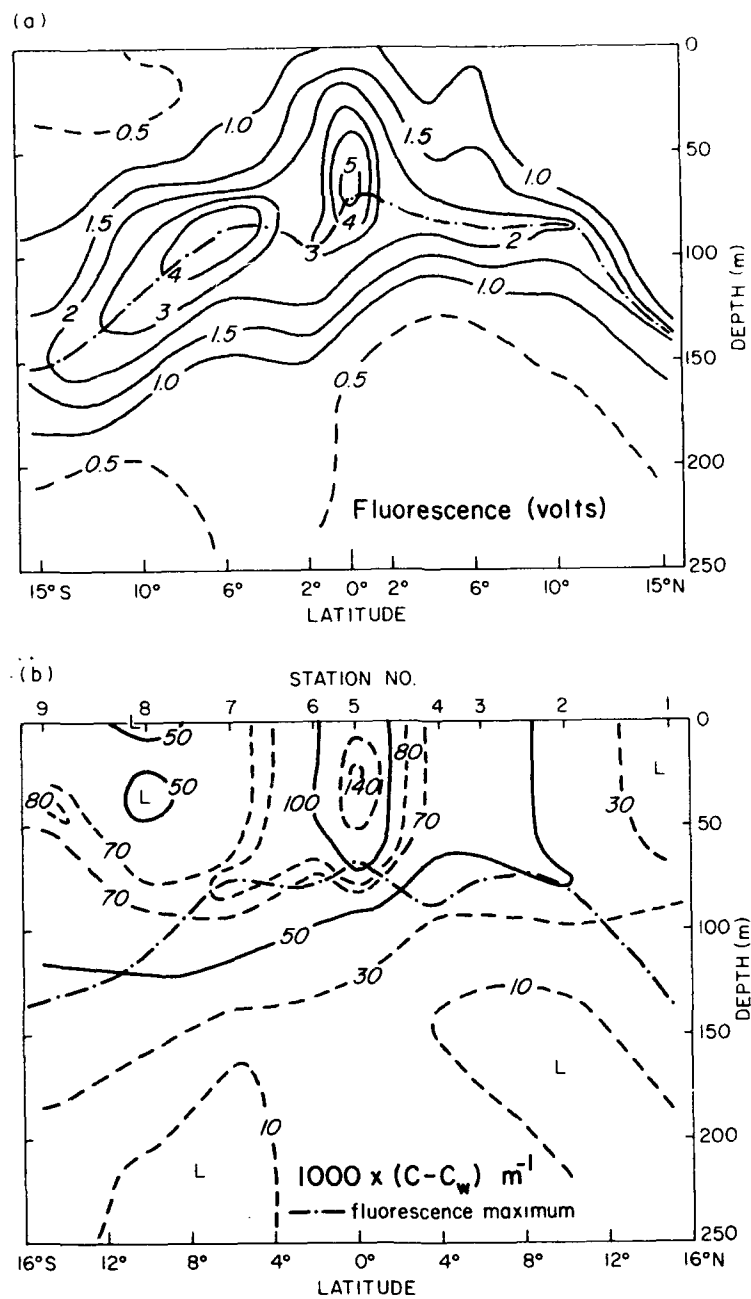 (a)
0
50
100
150
200
250
DEPTH (m)
0.5
1.0
1.5
1.0
1.5
5
4
3
2
4
3
2
1.5
1.0
1.0
0.5
0.5
Fluorescence (volts)
15°S 10° 6° 2° 0° 2° 6° 10° 15°N
LATITUDE
(b)
STATION NO.
9 8 7 6 5 4 3 2 1
0
50
100
150
200
250
DEPTH (m)
L
50
80
L 50
70
70
100
140
80
70
30
L
50
30
10
L
10
L
1000 x (C-Cw) m-1
fluorescence maximum
16°S 12° 8° 4° 0° 4° 8° 12° 16°N
LATITUDE